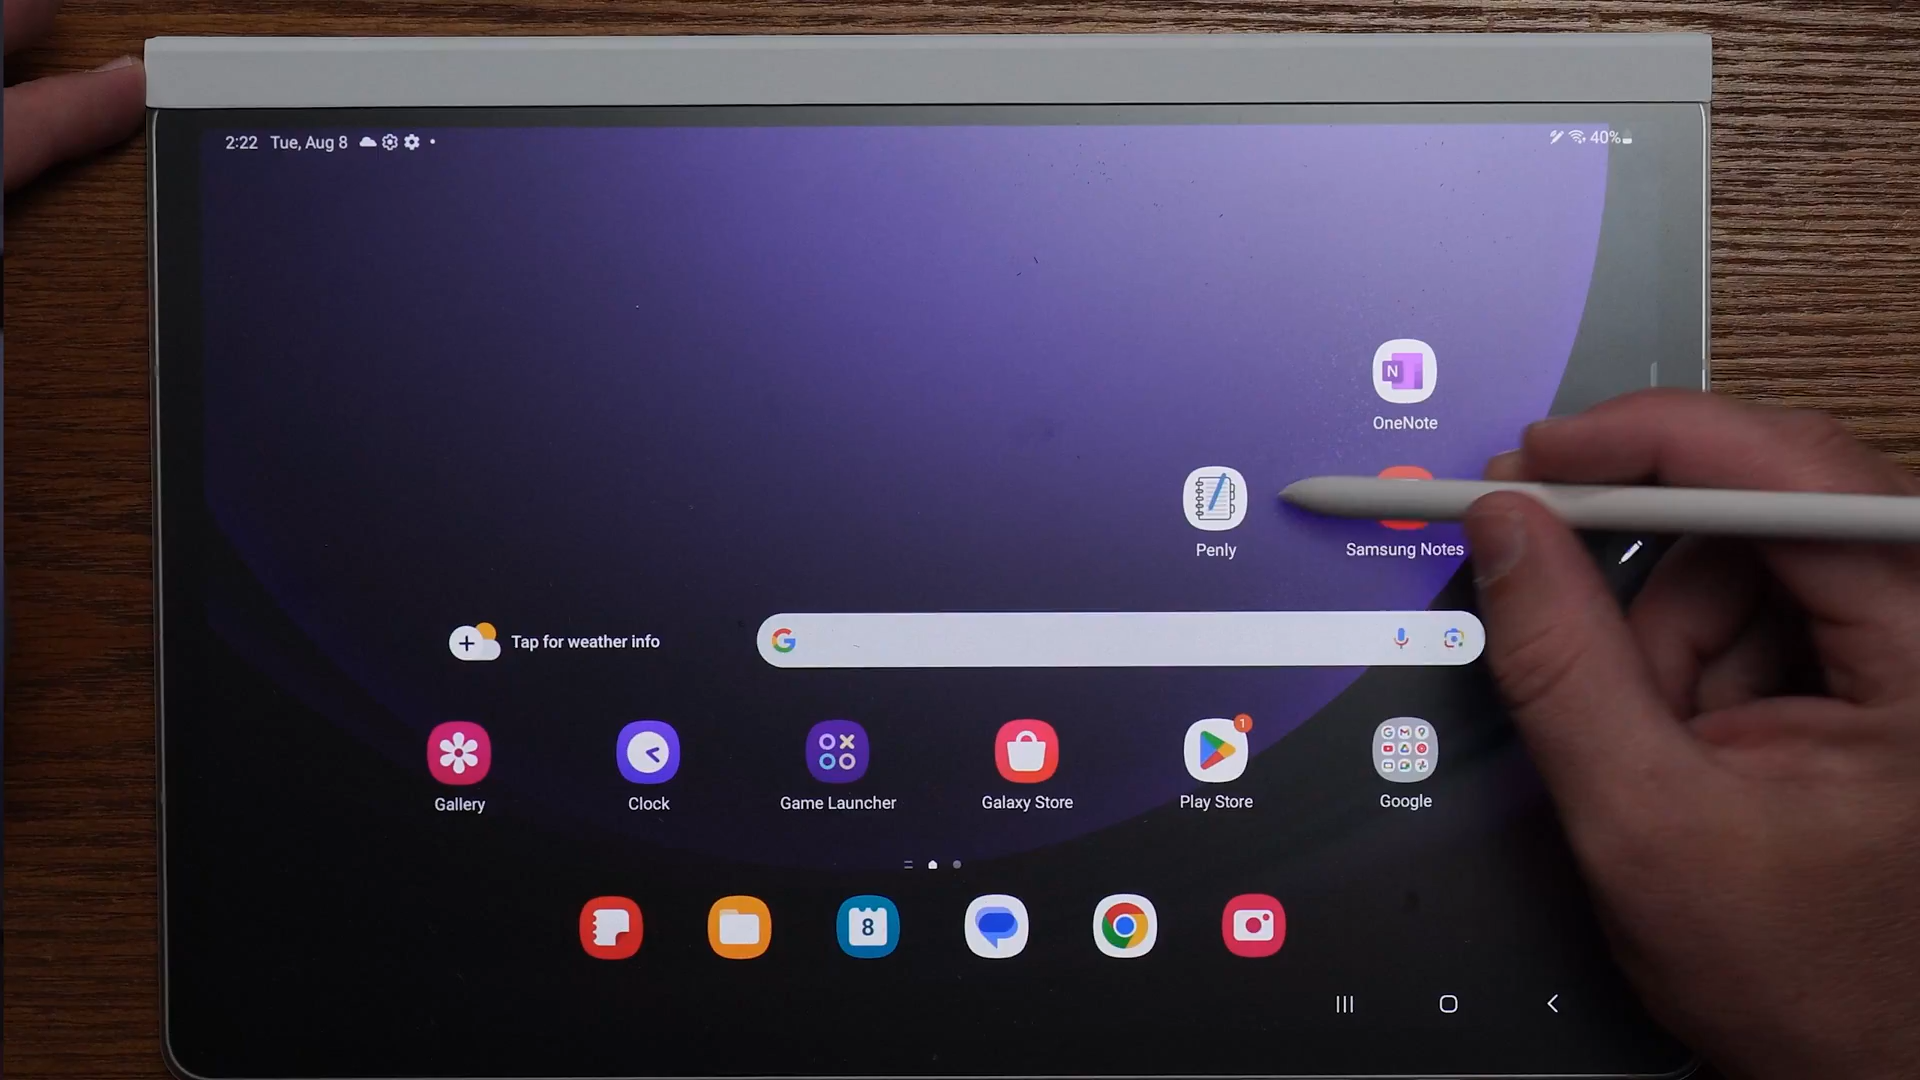 2:22 Tue, Aug 8
40%
N
OneNote
Penly
Samsung Notes
Tap for weather info
G
1
Gallery
Clock
Game Launcher
Galaxy Store
Play Store
Google
8